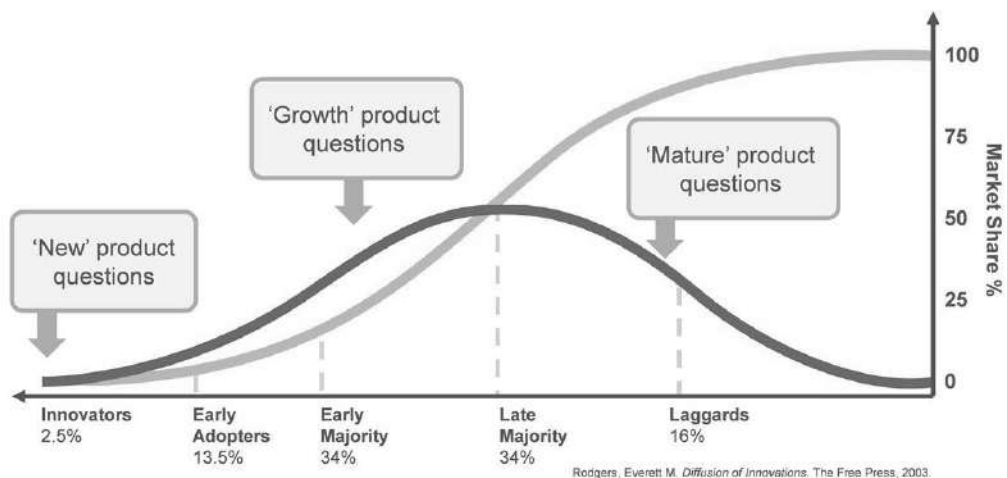 'New' product
questions
'Growth' product
questions
'Mature' product
questions
100
75
50
25
0
Market Share %
Innovators
2.5%
Early
Adopters
13.5%
Early
Majority
34%
Late
Majority
34%
Laggards
16%
Rodgers, Everett M. Diffusion of Innovations. The Free Press, 2003.